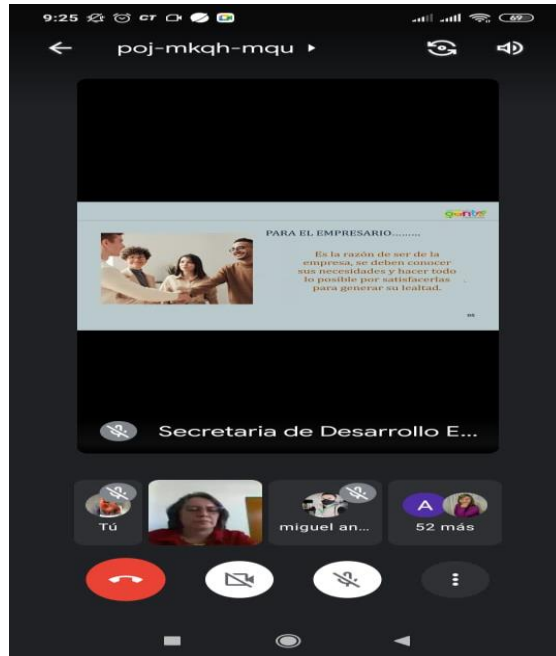 9:25
69
poj-mkqh-mqu
PARA EL EMPRESARIO.........
Es la razón de ser de la
empresa, se deben conocer
sus necesidades y hacer todo
lo posible por satisfacerlas
para generar su lealtad.
Secretaria de Desarrollo E...
Tú
miguel an...
A
52 más